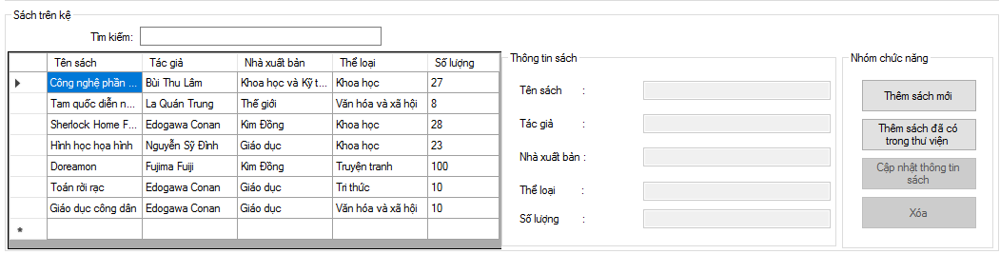 Sách trên kệ
Tìm kiếm:
Tên sách Tác giả Nhà xuất bản Thể loại Số lượng
Công nghệ phần ... Bùi Thu Lâm Khoa học và Kỹ t... Khoa học 27
Tam quốc diễn n... La Quán Trung Thế giới Văn hóa và xã hội 8
Sherlock Home F... Edogawa Conan Kim Đồng Khoa học 28
Hình học họa hình Nguyễn Sỹ Đình Giáo dục Khoa học 23
Doreamon Fujima Fuiji Kim Đồng Truyện tranh 100
Toán rời rạc Edogawa Conan Giáo dục Tri thức 10
Giáo dục công dân Edogawa Conan Giáo dục Văn hóa và xã hội 10
*
Thông tin sách
Tên sách :
Tác giả :
Nhà xuất bản :
Thể loại :
Số lượng :
Nhóm chức năng
Thêm sách mới
Thêm sách đã có
trong thư viện
Cập nhật thông tin
sách
Xóa